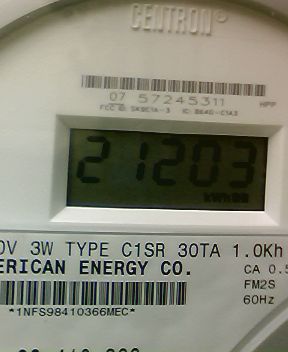 CENTRON®
07 57245311 HPP
21203
kWh
0V 3W TYPE C1SR 30TA 1.0Kh
ERICAN ENERGY CO.
CA 0.5
FM2S
60Hz
*1NFS98410366MEC*